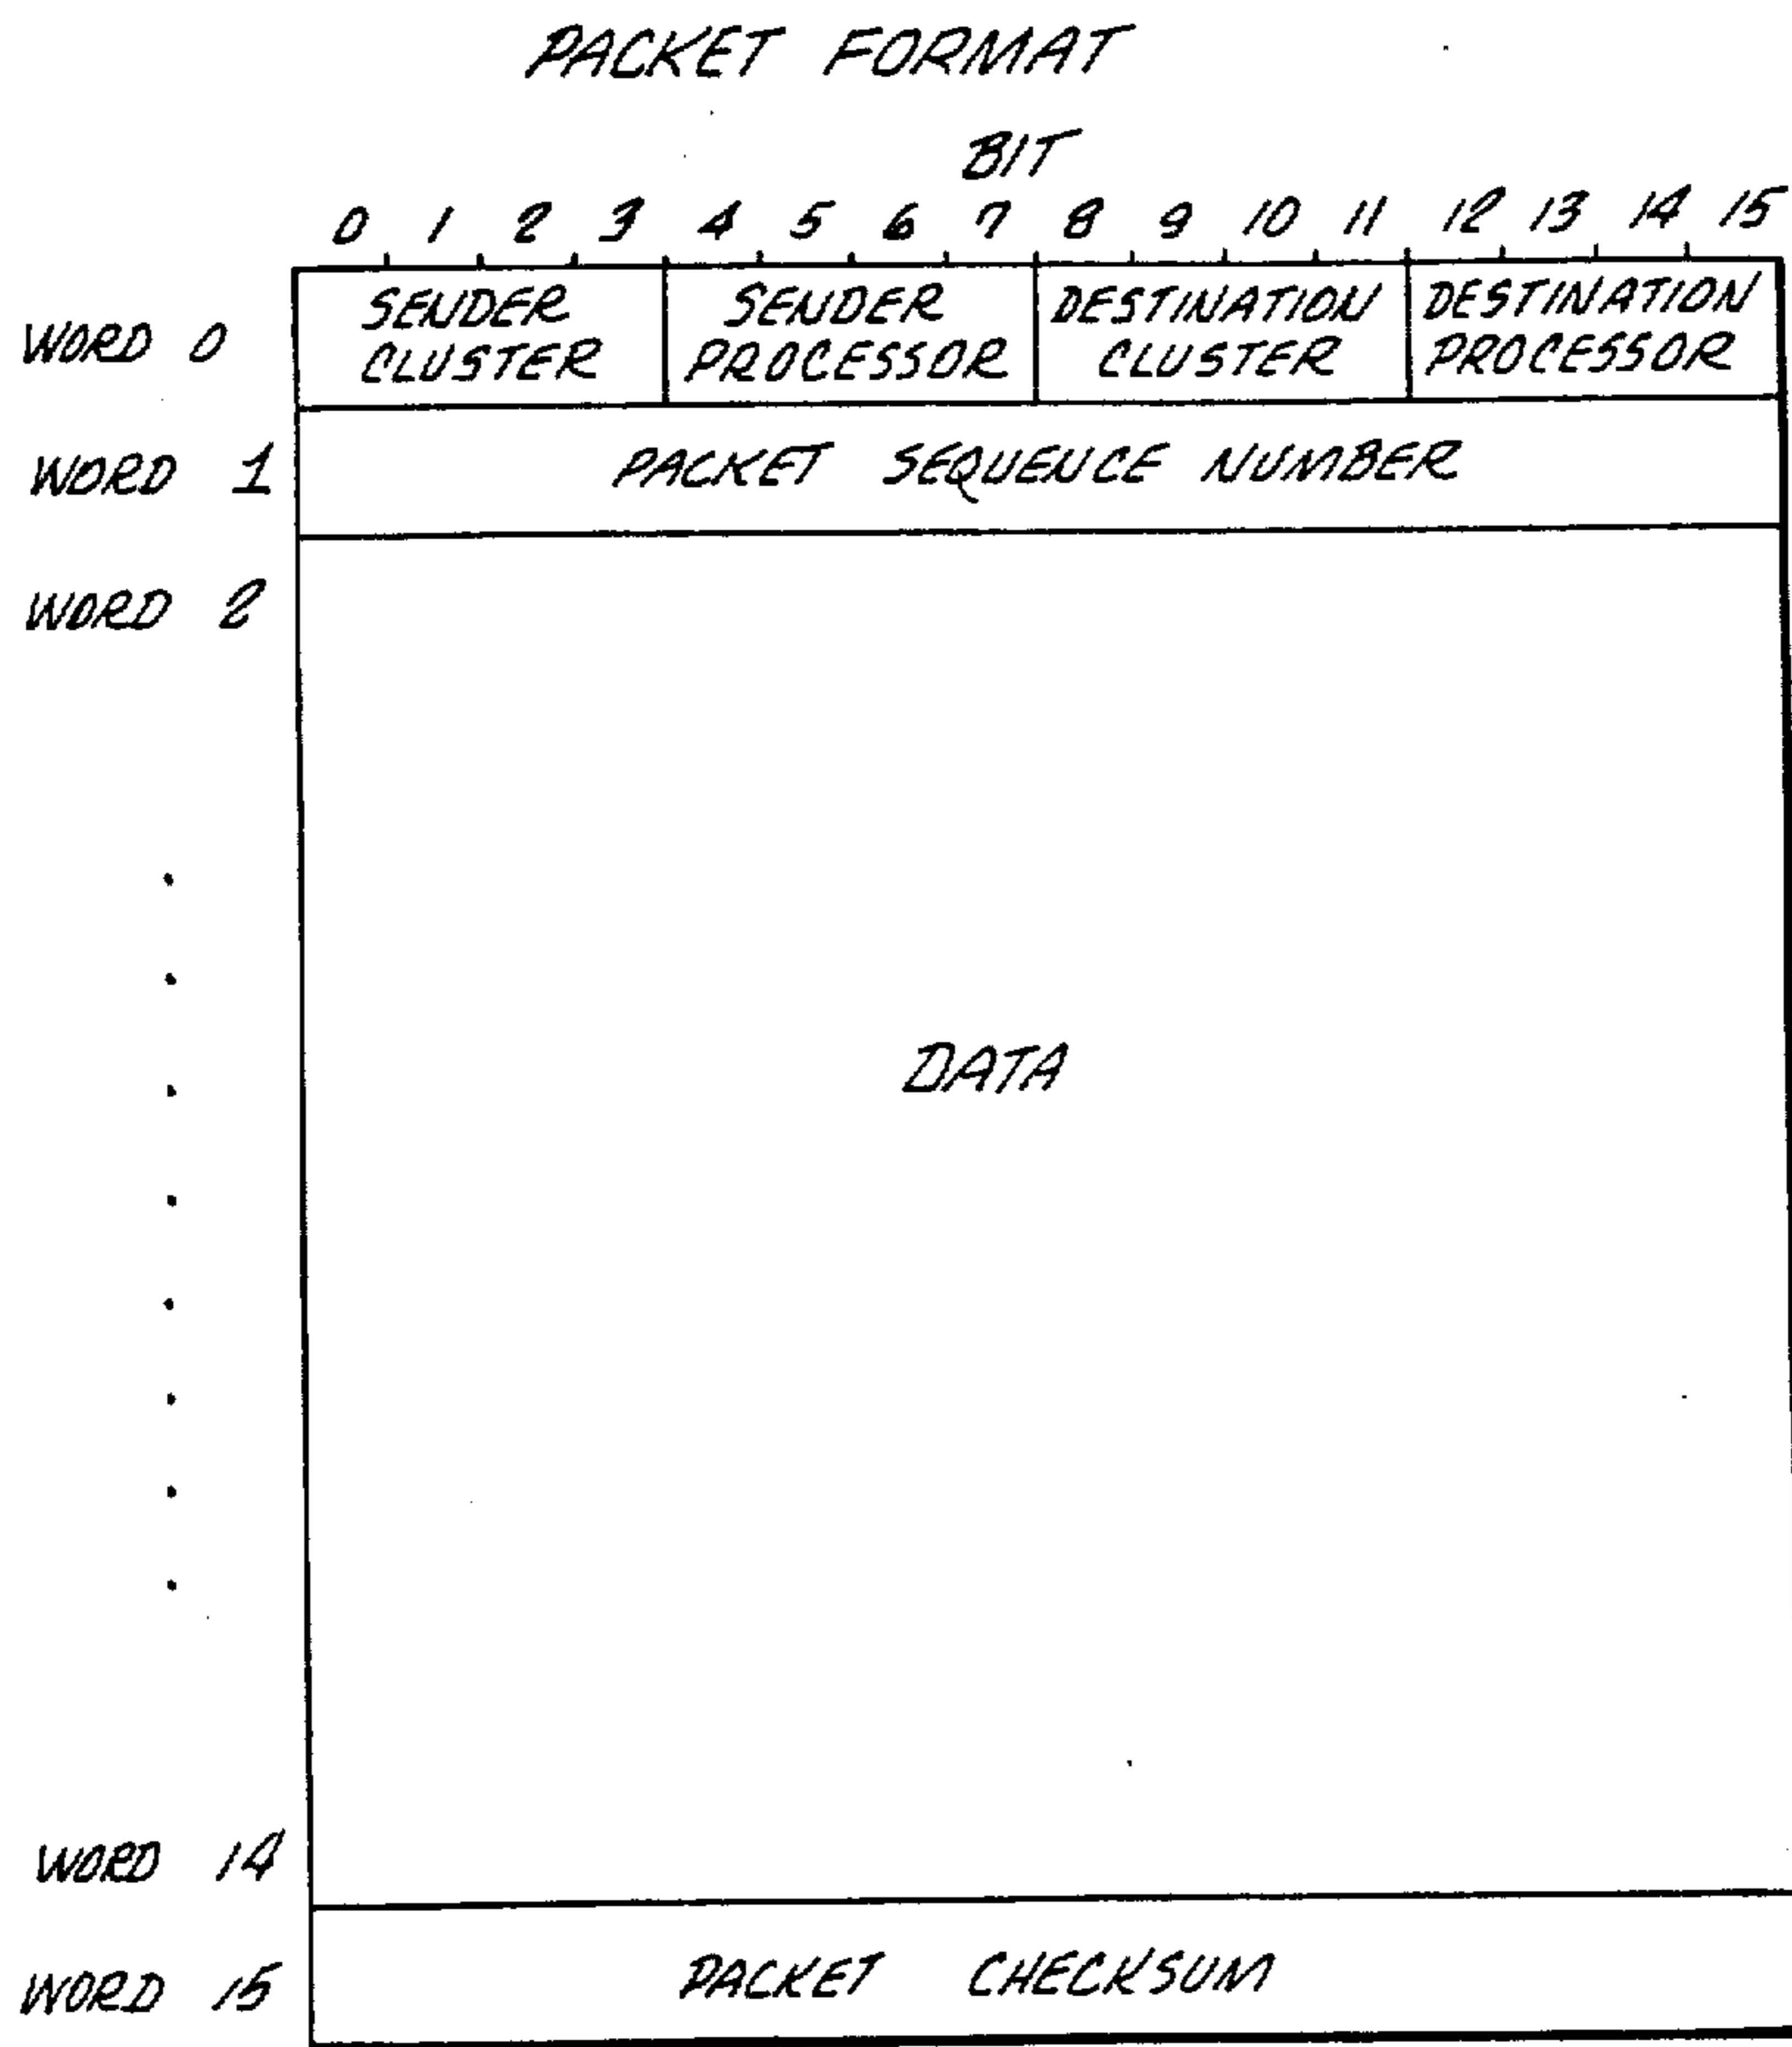 PACKET FORMAT
BIT
0 1 2 3 4 5 6 7 8 9 10 11 12 13 14 15
WORD 0
SENDER CLUSTER
SENDER PROCESSOR
DESTINATION CLUSTER
DESTINATION PROCESSOR
WORD 1
PACKET SEQUENCE NUMBER
WORD 2
DATA
WORD 14
WORD 15
PACKET CHECKSUM